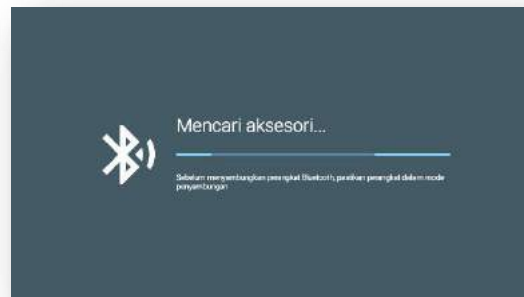 Mencari aksesori...
Sebelum menyambungkan perangkat Bluetooth, pastikan perangkat dalam mode
penyambungan